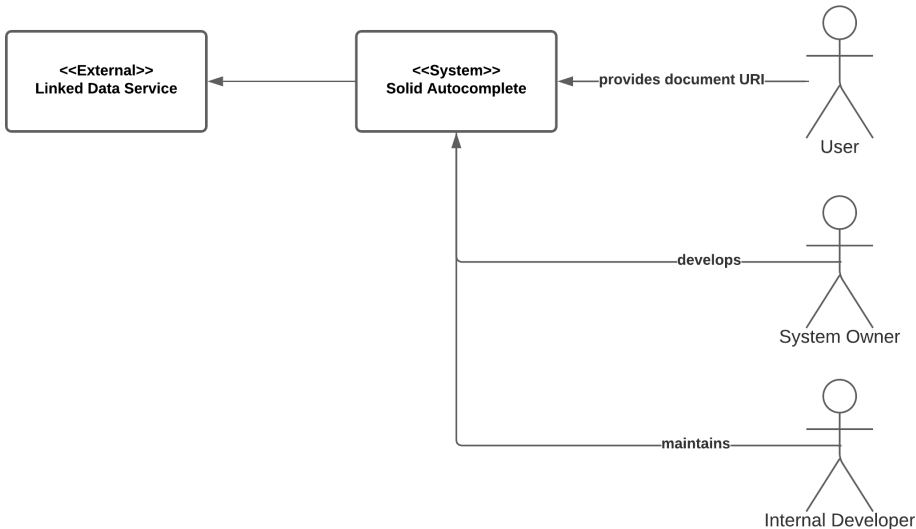 <<External>>
Linked Data Service
<<System>>
Solid Autocomplete
provides document URI
User
develops
System Owner
maintains
Internal Developer